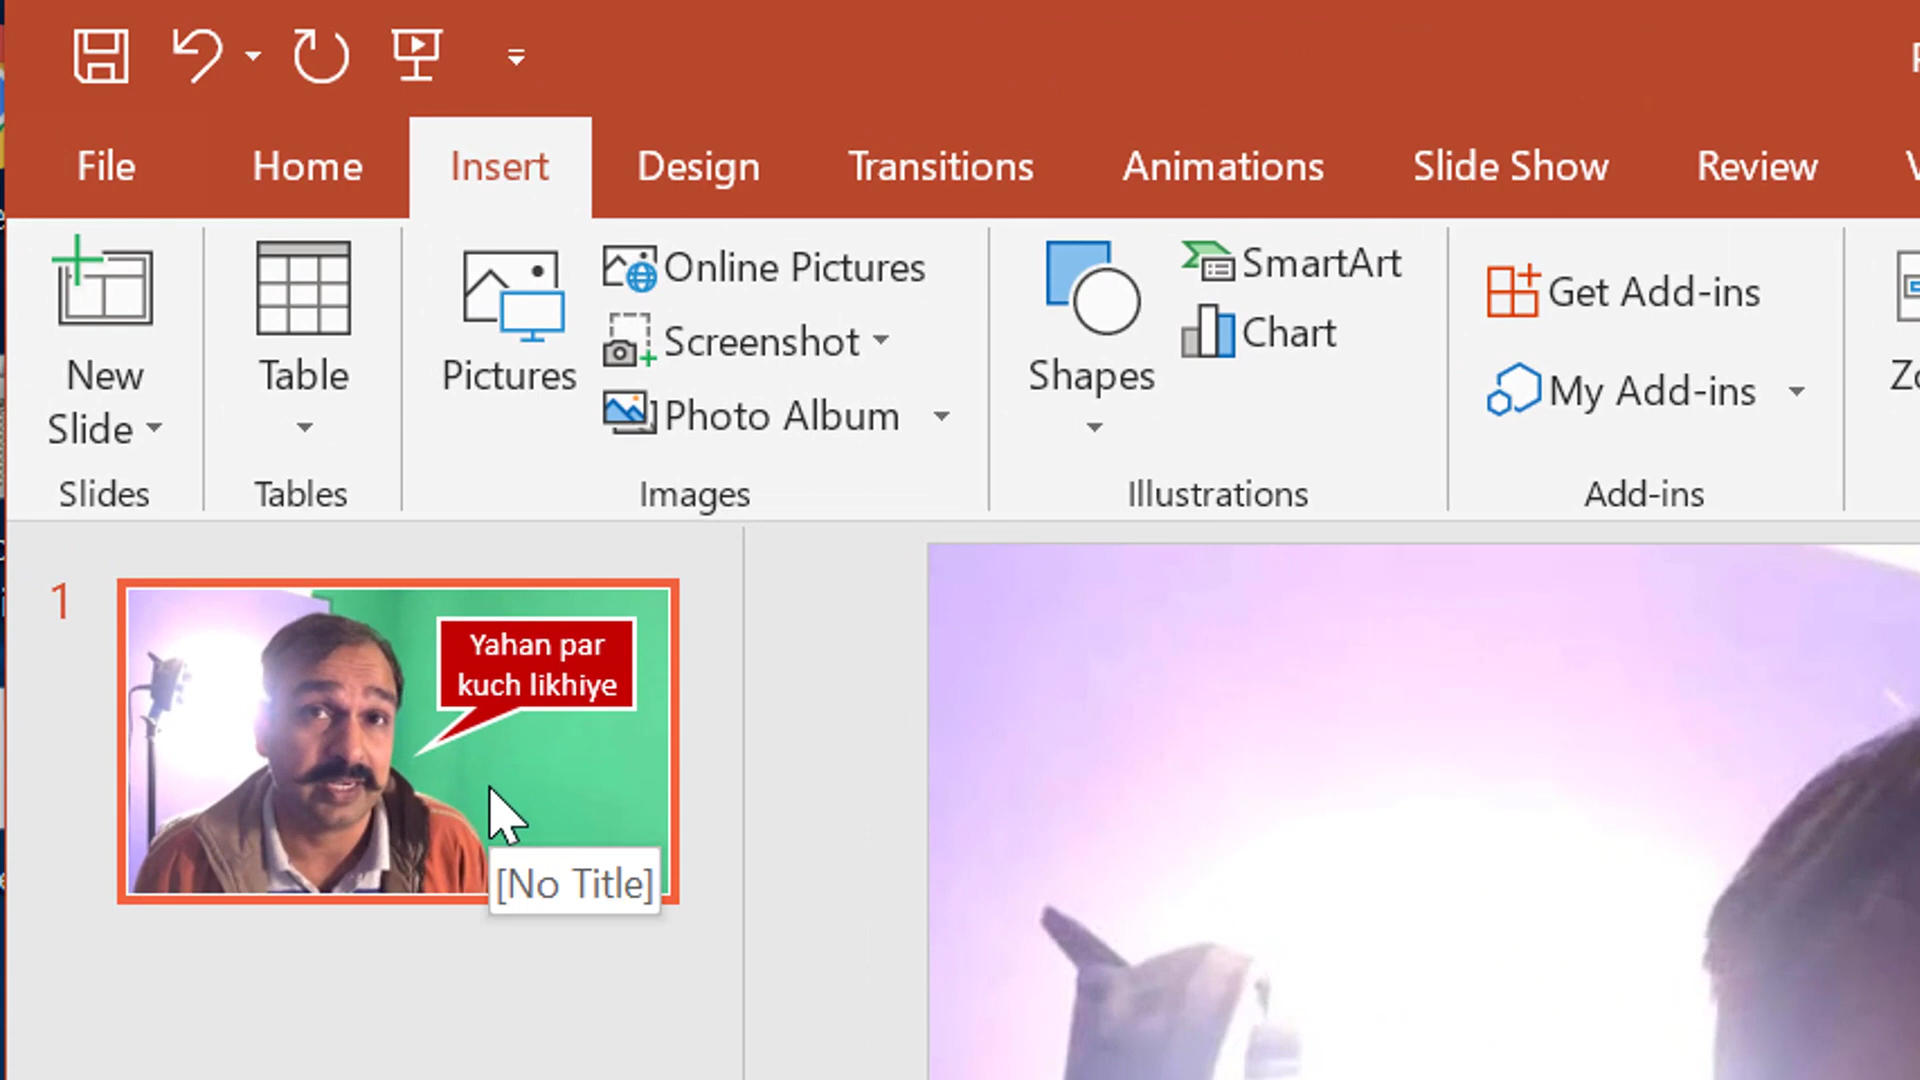 File Home Insert Design Transitions Animations Slide Show Review
New Slide
Table
Pictures
Online Pictures
Screenshot
Photo Album
Shapes
SmartArt
Chart
Get Add-ins
My Add-ins
Slides Tables Images Illustrations Add-ins
1
Yahan par
kuch likhiye
[No Title]